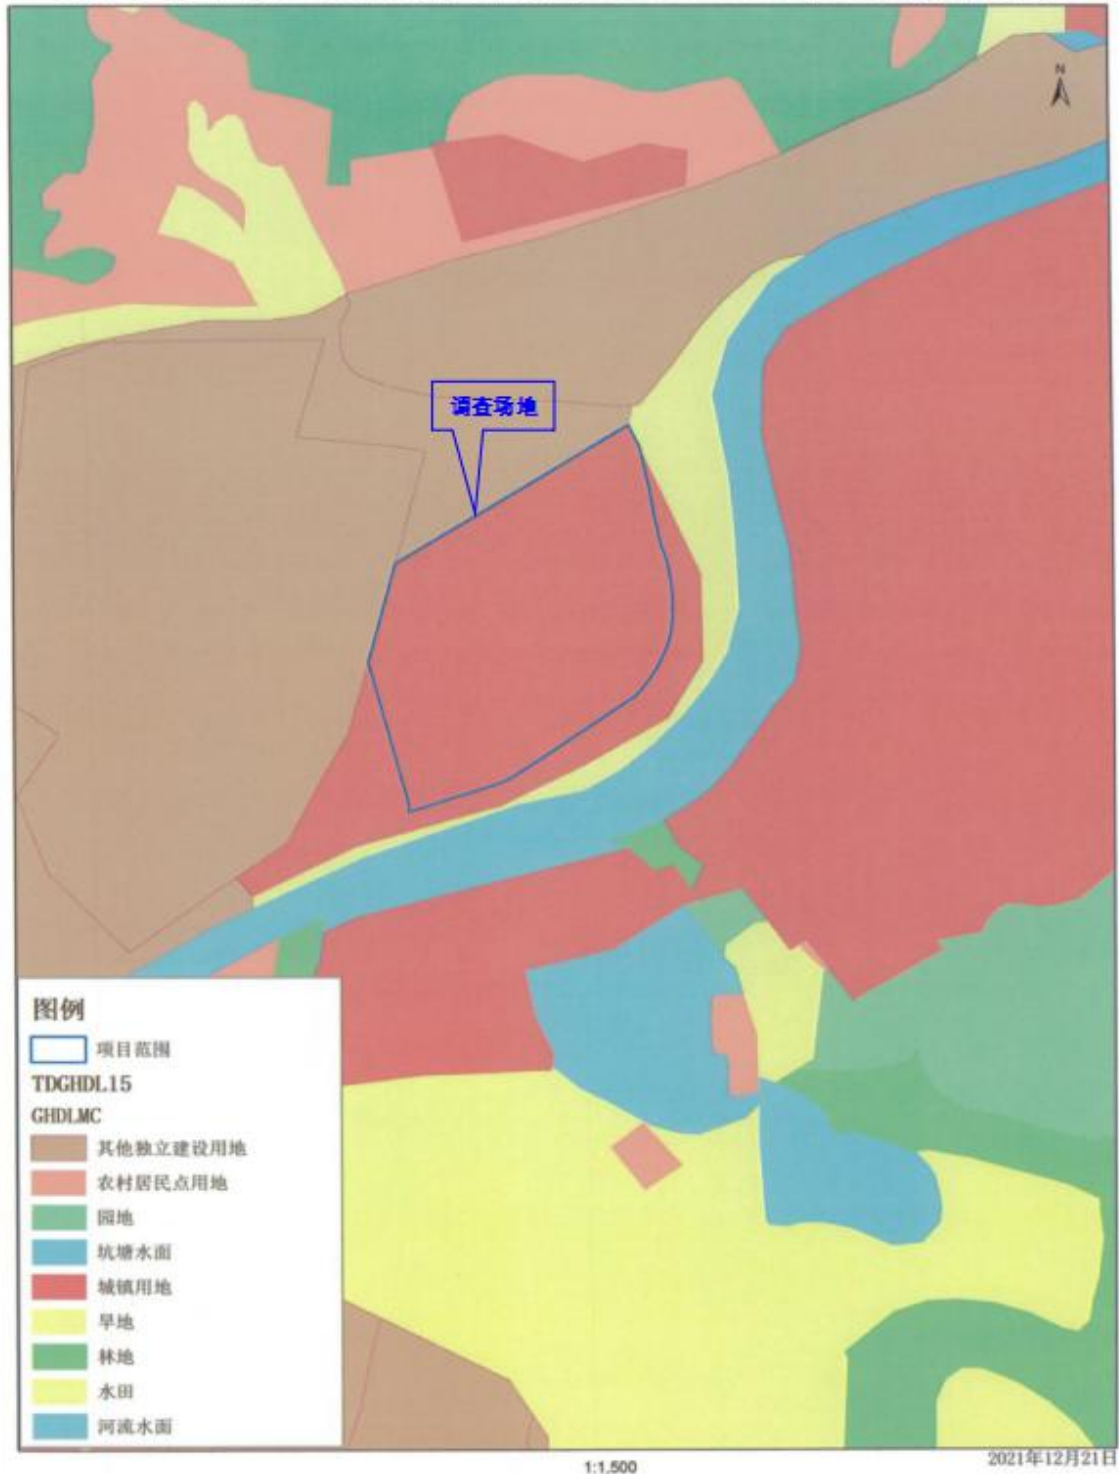 N
调查场地
图例
项目范围
TDGHDL15
GHDLMC
其他独立建设用地
农村居民点用地
园地
坑塘水面
城镇用地
旱地
林地
水田
河流水面
1:1,500
2021年12月21日